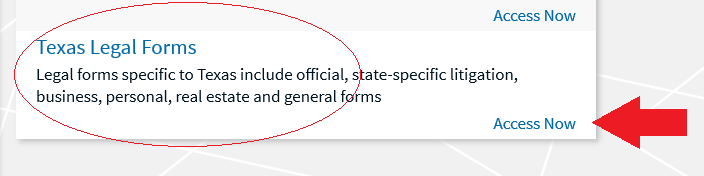 Access Now
Texas Legal Forms
Legal forms specific to Texas include official, state-specific litigation,
business, personal, real estate and general forms
Access Now